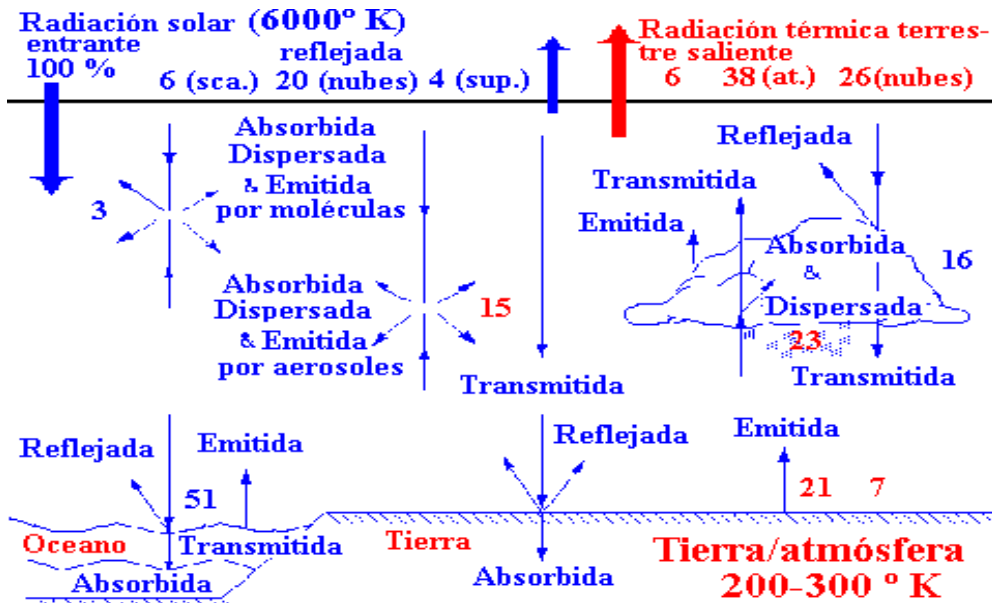 Radiación solar (6000º K)
entrante
100 %
reflejada
6 (sca.) 20 (nubes) 4 (sup.)
Radiación térmica terres-
tre saliente
6 38 (at.) 26 (nubes)
Absorbida
Dispersada
& Emitida
por moléculas
3
Reflejada
Transmitida
Emitida
Absorbida
&
Dispersada
16
23
Transmitida
Absorbida
Dispersada
& Emitida
por aerosoles
15
Transmitida
Reflejada
Emitida
51
Oceano
Transmitida
Absorbida
Reflejada
Tierra
Absorbida
Emitida
21 7
Tierra/atmósfera
200-300 º K